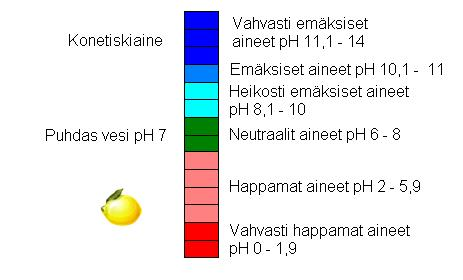 Konetiskiaine
Vahvasti emäksiset
aineet pH 11,1 - 14
Emäksiset aineet pH 10,1 - 11
Heikosti emäksiset aineet
pH 8,1 - 10
Puhdas vesi pH 7
Neutraalit aineet pH 6 - 8
Happamat aineet pH 2 - 5,9
Vahvasti happamat aineet
pH 0 - 1,9